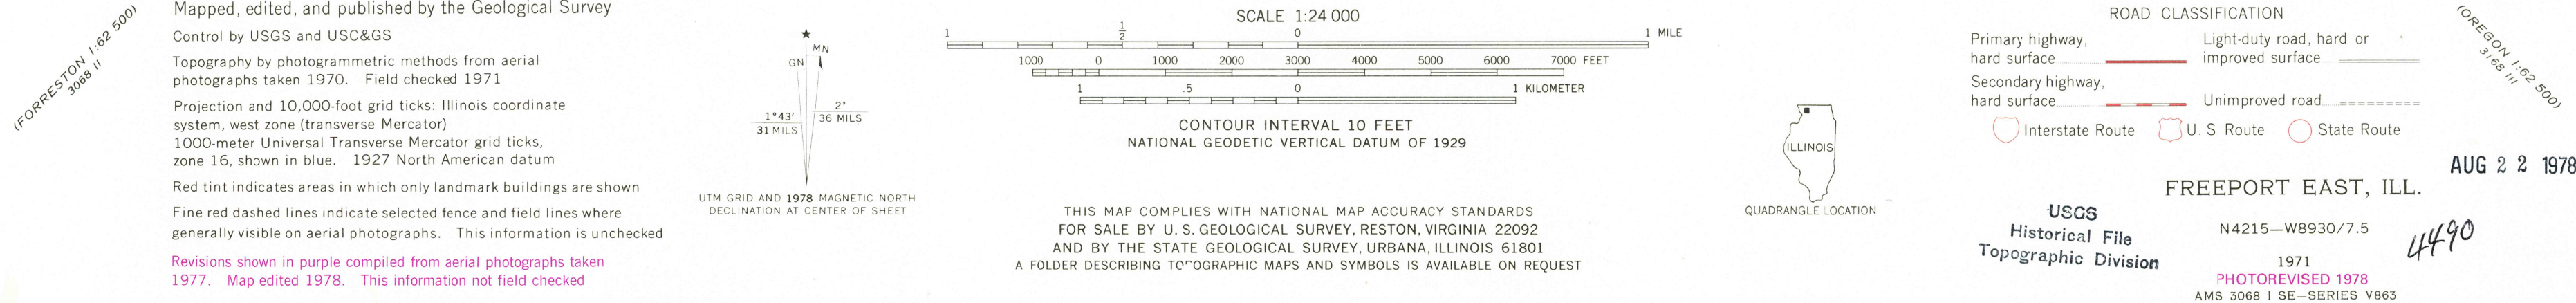 (FORRESTON 1:62 500)
3068 II
Mapped, edited, and published by the Geological Survey
Control by USGS and USC&GS
Topography by photogrammetric methods from aerial
photographs taken 1970. Field checked 1971
Projection and 10,000-foot grid ticks: Illinois coordinate
system, west zone (transverse Mercator)
1000-meter Universal Transverse Mercator grid ticks,
zone 16, shown in blue. 1927 North American datum
Red tint indicates areas in which only landmark buildings are shown
Fine red dashed lines indicate selected fence and field lines where
generally visible on aerial photographs. This information is unchecked
Revisions shown in purple compiled from aerial photographs taken
1977. Map edited 1978. This information not field checked
★
MN
GN
1°43'
31 MILS
2°
36 MILS
UTM GRID AND 1978 MAGNETIC NORTH
DECLINATION AT CENTER OF SHEET
SCALE 1:24 000
1 1/2 0 1 MILE
1000 0 1000 2000 3000 4000 5000 6000 7000 FEET
1 .5 0 1 KILOMETER
CONTOUR INTERVAL 10 FEET
NATIONAL GEODETIC VERTICAL DATUM OF 1929
THIS MAP COMPLIES WITH NATIONAL MAP ACCURACY STANDARDS
FOR SALE BY U. S. GEOLOGICAL SURVEY, RESTON, VIRGINIA 22092
AND BY THE STATE GEOLOGICAL SURVEY, URBANA, ILLINOIS 61801
A FOLDER DESCRIBING TOPOGRAPHIC MAPS AND SYMBOLS IS AVAILABLE ON REQUEST
ILLINOIS
QUADRANGLE LOCATION
ROAD CLASSIFICATION
Primary highway,
hard surface
Light-duty road, hard or
improved surface
Secondary highway,
hard surface
Unimproved road
Interstate Route
U. S. Route
State Route
(OREGON 1:62 500)
3168 III
AUG 2 2 1978
FREEPORT EAST, ILL.
USGS
Historical File
Topographic Division
N4215—W8930/7.5
4490
1971
PHOTOREVISED 1978
AMS 3068 I SE—SERIES V863